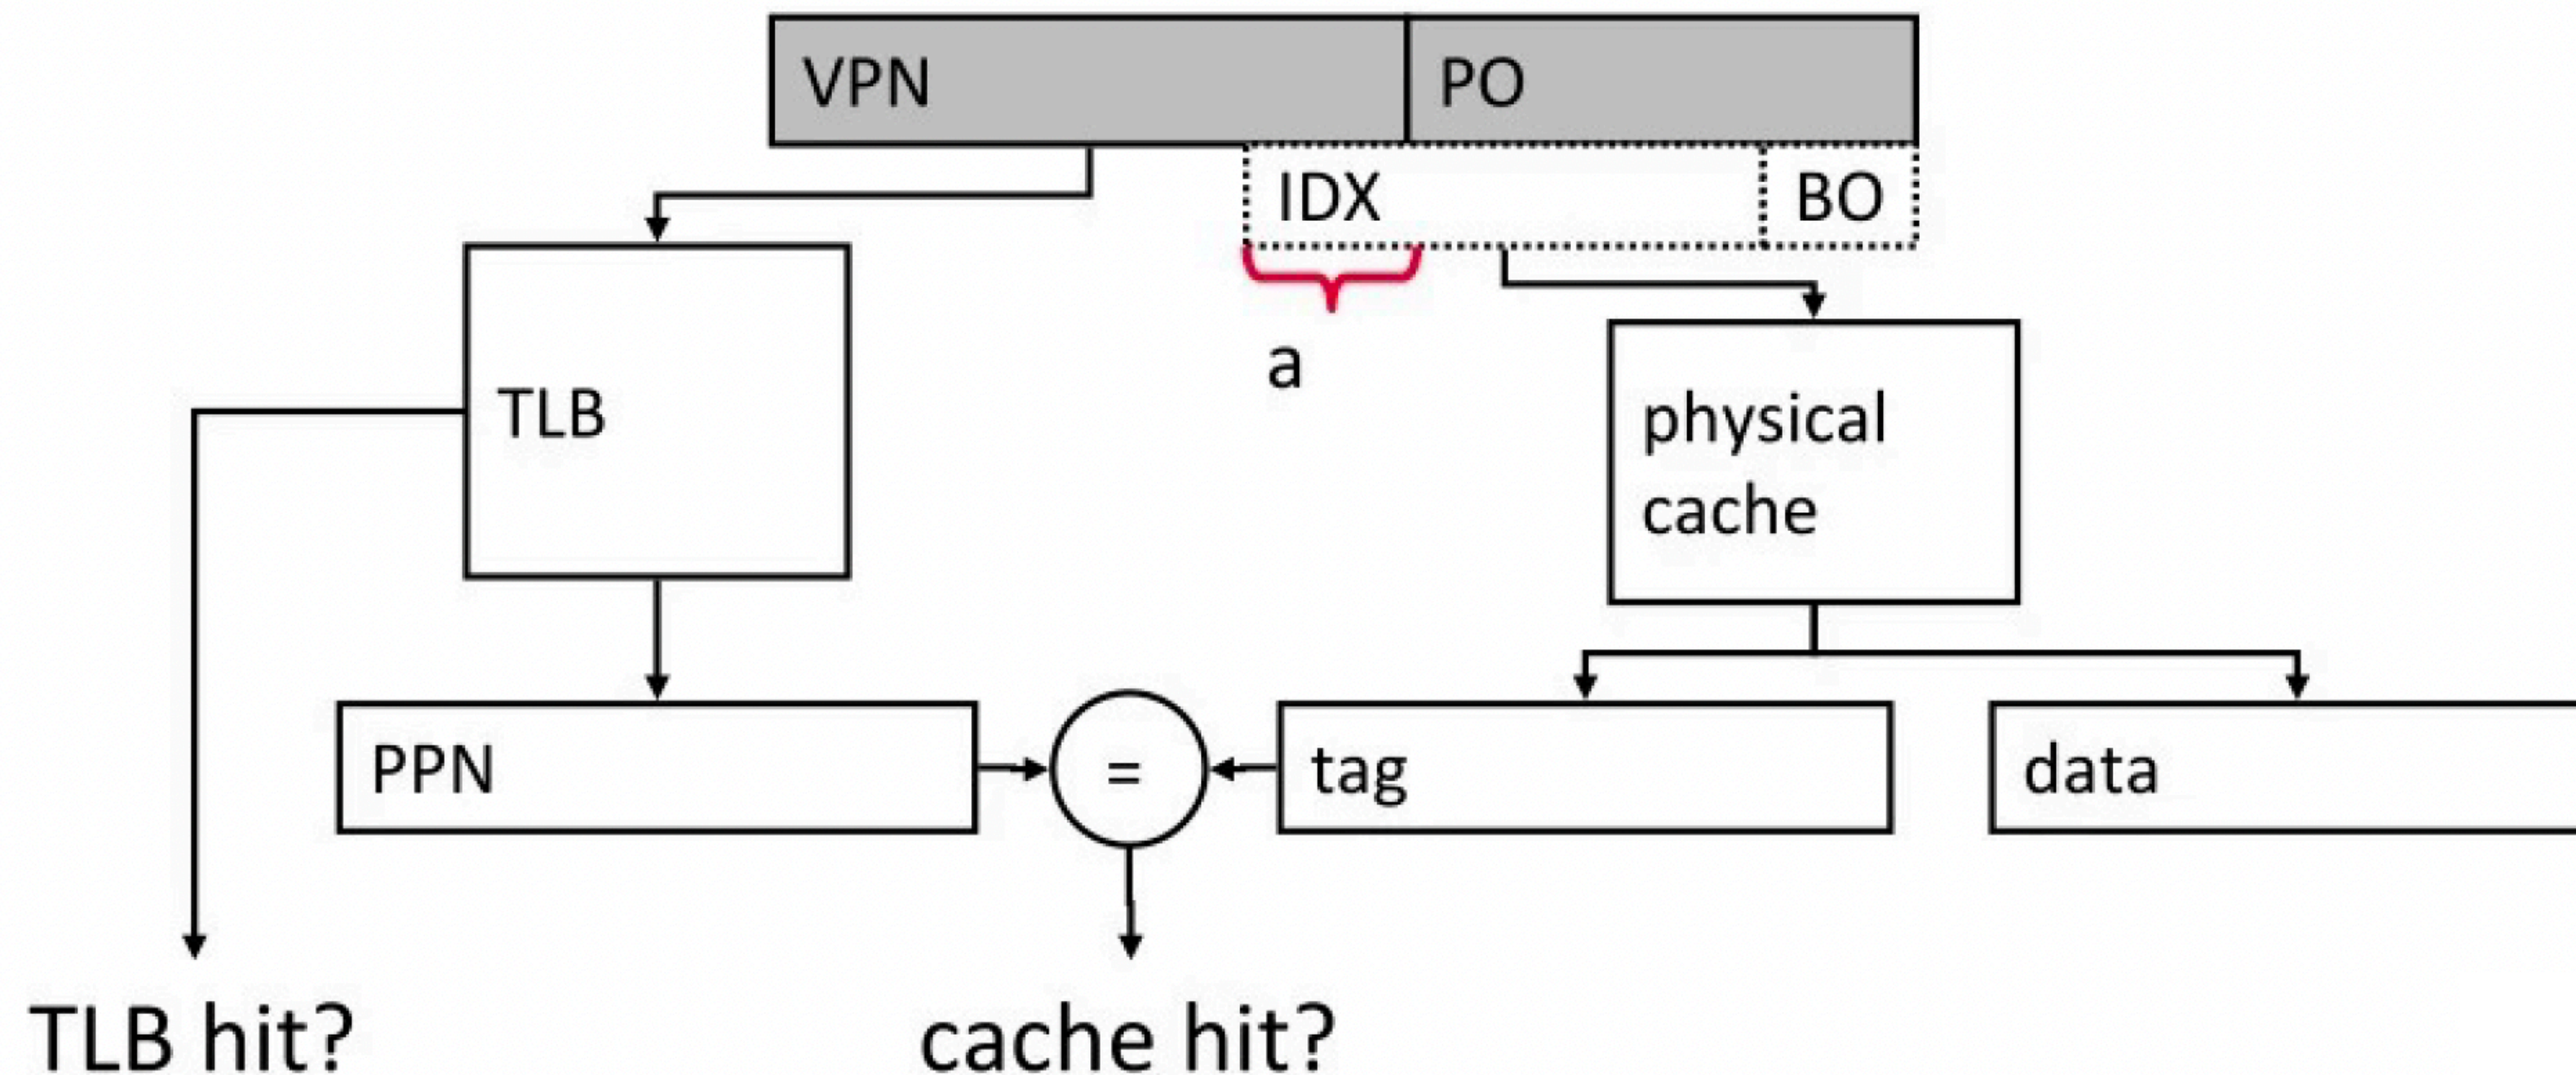 VPN PO
IDX BO
a
TLB
physical
cache
PPN = tag data
TLB hit? cache hit?